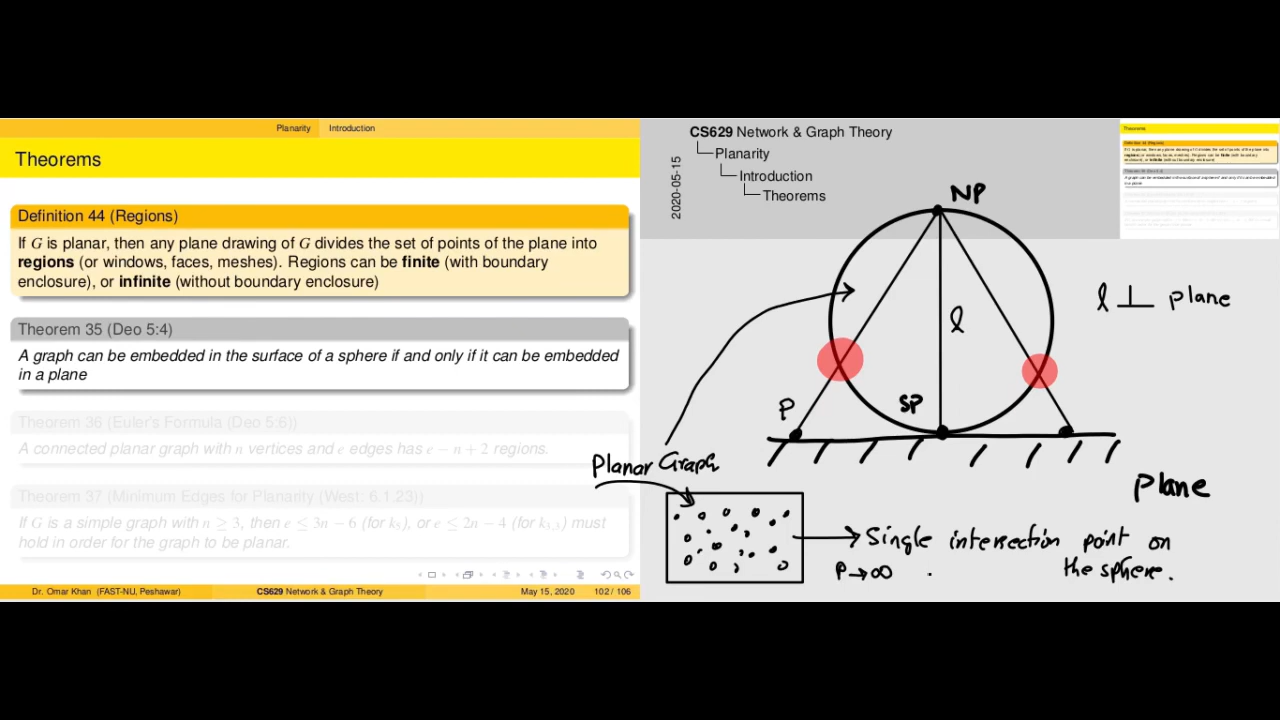 Planarity Introduction
Theorems
Definition 44 (Regions)
If G is planar, then any plane drawing of G divides the set of points of the plane into
regions (or windows, faces, meshes). Regions can be finite (with boundary
enclosure), or infinite (without boundary enclosure)
Theorem 35 (Deo 5:4)
A graph can be embedded in the surface of a sphere if and only if it can be embedded
in a plane
Theorem 36 (Euler's Formula (Deo 5:6))
A connected planar graph with n vertices and e edges has e − n + 2 regions.
Theorem 37 (Minimum Edges for Planarity (West: 6.1.23))
If G is a simple graph with n ≥ 3, then e ≤ 3n − 6 (for k5), or e ≤ 2n − 4 (for k3,3) must
hold in order for the graph to be planar.
Dr. Omar Khan (FAST-NU, Peshawar) CS629 Network & Graph Theory May 15, 2020 102 / 106
CS629 Network & Graph Theory
Planarity
Introduction
Theorems
2020-05-15
Theorems
NP
l
l ⊥ plane
P
SP
Planar Graph
Plane
Single intersection point on
the sphere.
P → ∞ .